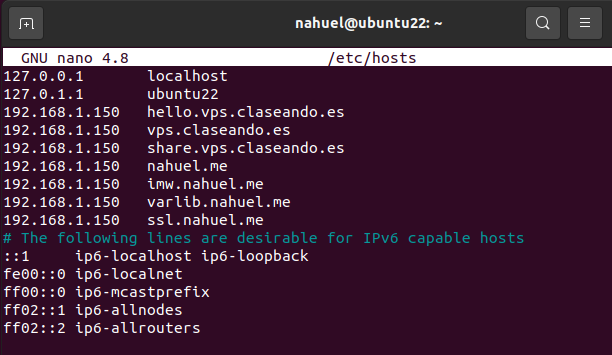 nahuel@ubuntu22: ~
GNU nano 4.8 /etc/hosts
127.0.0.1 localhost
127.0.1.1 ubuntu22
192.168.1.150 hello.vps.claseando.es
192.168.1.150 vps.claseando.es
192.168.1.150 share.vps.claseando.es
192.168.1.150 nahuel.me
192.168.1.150 imw.nahuel.me
192.168.1.150 varlib.nahuel.me
192.168.1.150 ssl.nahuel.me
# The following lines are desirable for IPv6 capable hosts
::1 ip6-localhost ip6-loopback
fe00::0 ip6-localnet
ff00::0 ip6-mcastprefix
ff02::1 ip6-allnodes
ff02::2 ip6-allrouters